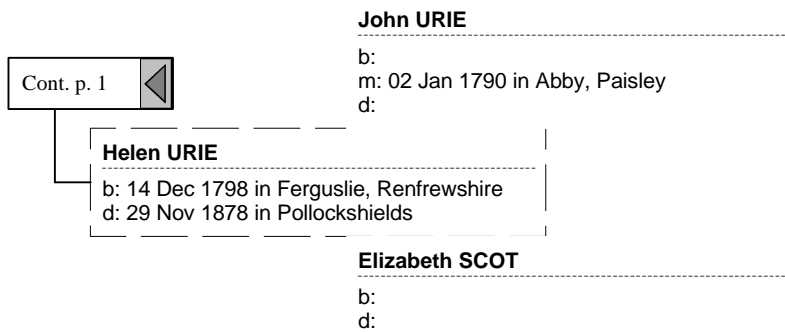 John URIE
b:
m: 02 Jan 1790 in Abby, Paisley
d:
Cont. p. 1
Helen URIE
b: 14 Dec 1798 in Ferguslie, Renfrewshire
d: 29 Nov 1878 in Pollockshields
Elizabeth SCOT
b:
d: